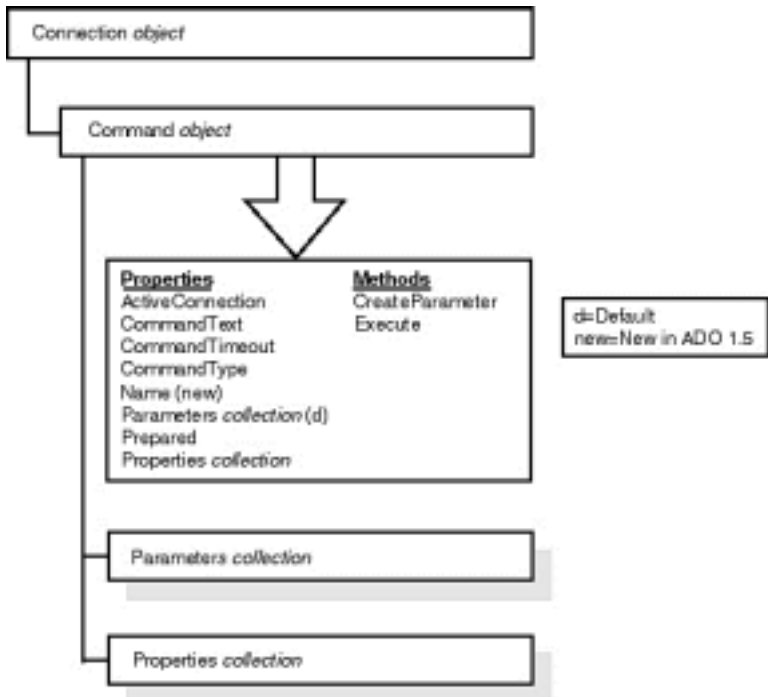 Connection object
Command object
Properties Methods
ActiveConnection CreateParameter
CommandText Execute
CommandTimeout
CommandType
Name (new)
Parameters collection (d)
Prepared
Properties collection
d=Default
new=New in ADO 1.5
Parameters collection
Properties collection